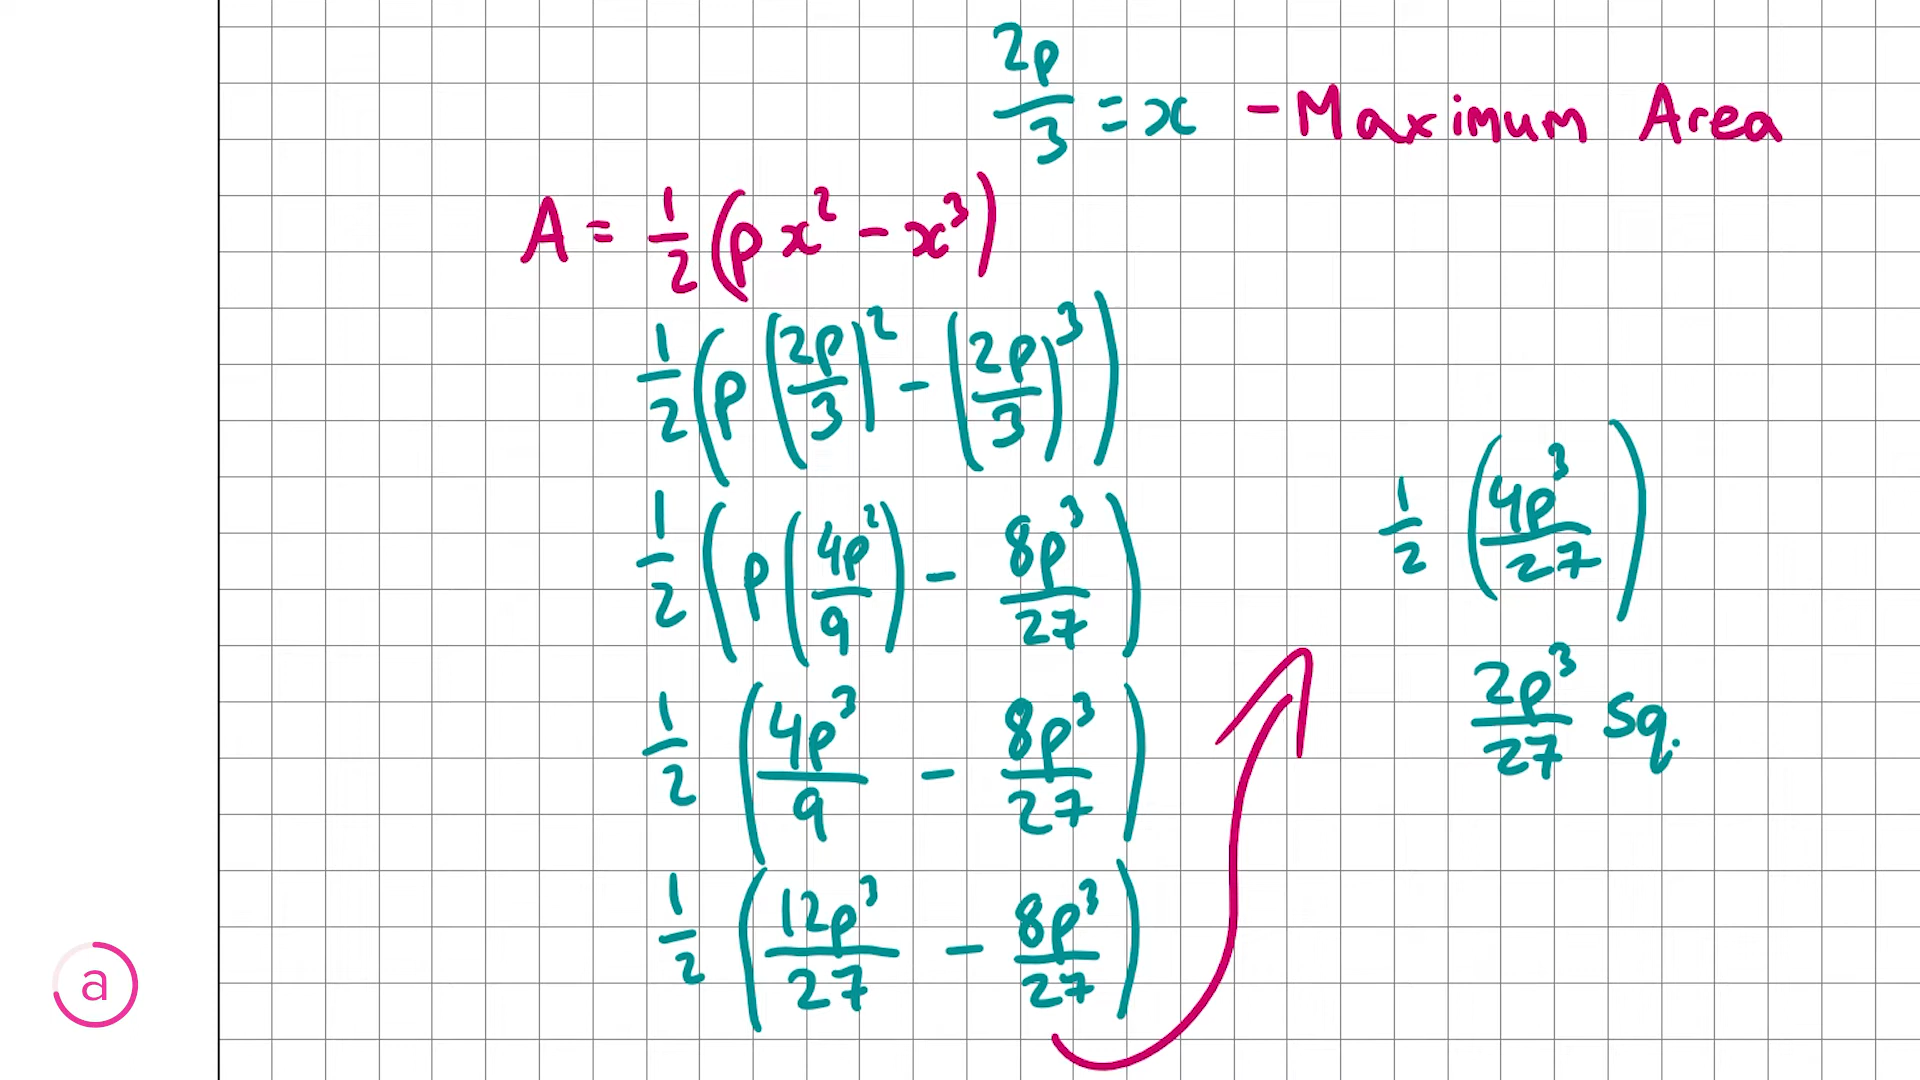 2p/3 = x - Maximum Area
A = 1/2 (px² - x³)
1/2 (p (2p/3)² - (2p/3)³)
1/2 (p (4p²/9) - 8p³/27)
1/2 (4p³/9 - 8p³/27)
1/2 (12p³/27 - 8p³/27)
1/2 (4p³/27)
2p³/27 sq.
a